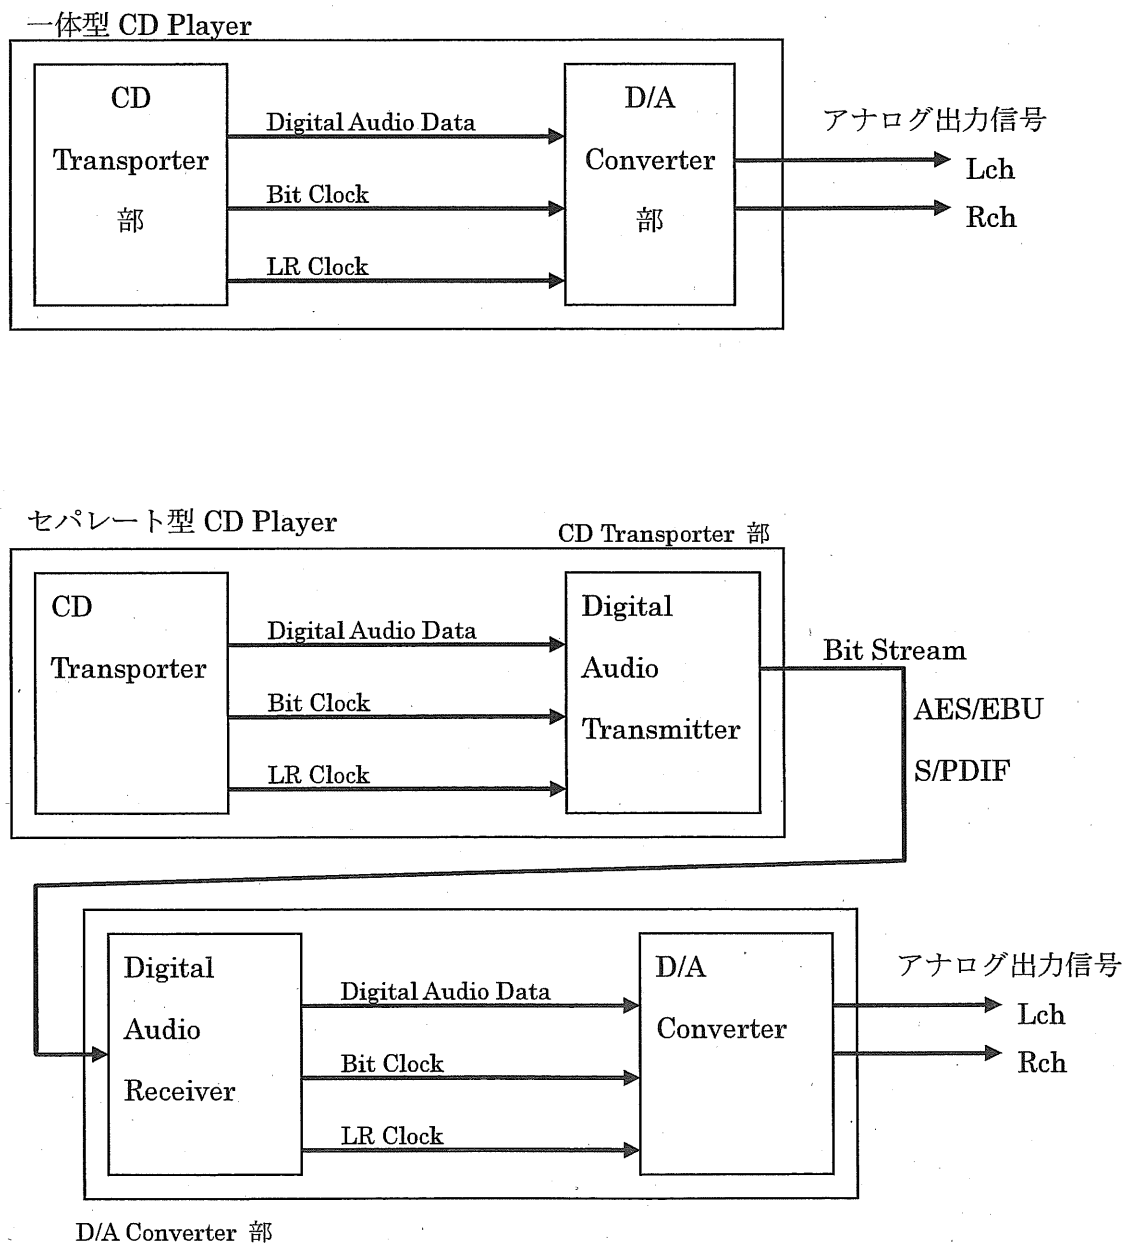 一体型 CD Player
CD
Transporter
部
Digital Audio Data
Bit Clock
LR Clock
D/A
Converter
部
アナログ出力信号
Lch
Rch
セパレート型 CD Player
CD Transporter 部
CD
Transporter
Digital Audio Data
Bit Clock
LR Clock
Digital
Audio
Transmitter
Bit Stream
AES/EBU
S/PDIF
Digital
Audio
Receiver
Digital Audio Data
Bit Clock
LR Clock
D/A
Converter
アナログ出力信号
Lch
Rch
D/A Converter 部